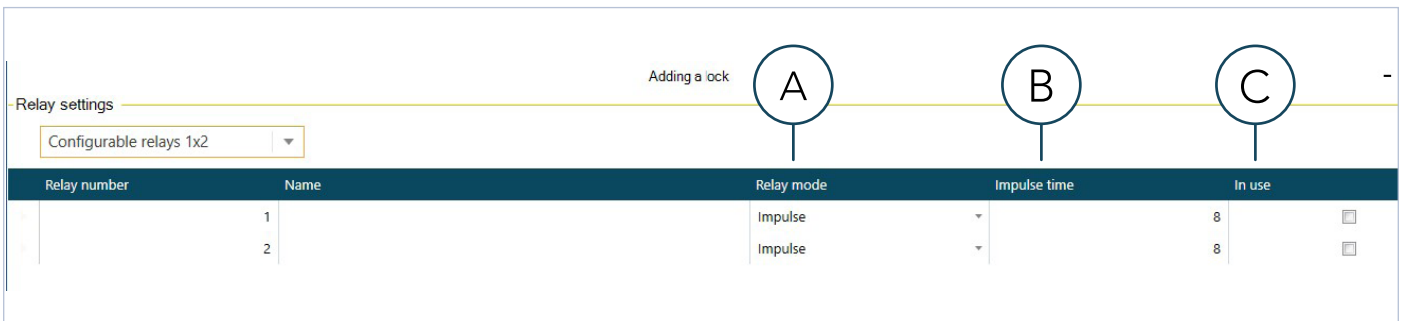 Adding a lock
A B C
-
Relay settings
Configurable relays 1x2
Relay number Name Relay mode Impulse time In use
1 Impulse 8
2 Impulse 8